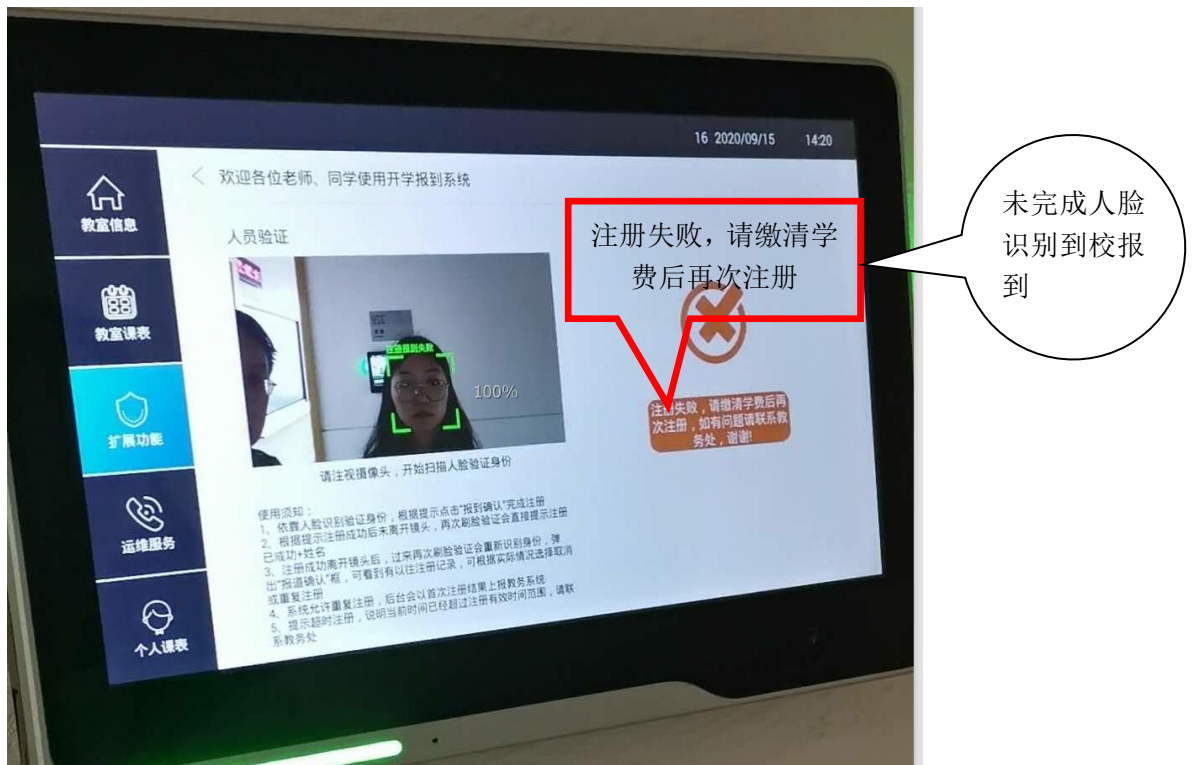 16 2020/09/15 14:20
欢迎各位老师、同学使用开学报到系统
教室信息
教室课表
扩展功能
运维服务
个人课表
人员验证
注册报到失败
100%
请注视摄像头，开始扫描人脸验证身份
使用须知：
1、依靠人脸识别验证身份，根据提示点击"报到确认"完成注册
2、根据提示注册成功后未离开镜头，再次刷脸验证会直接提示注册
已成功+姓名
3、注册成功离开镜头后，过来再次刷脸验证会重新识别身份，弹
出"报道确认"框，可看到有以往注册记录，可根据实际情况选择取消
或重复注册
4、系统允许重复注册，后台会以首次注册结果上报教务系统
5、提示超时注册，说明当前时间已经超过注册有效时间范围，请联
系教务处
注册失败，请缴清学
费后再次注册
注册失败，请缴清学费后再
次注册，如有问题请联系教
务处，谢谢!
未完成人脸
识别到校报
到